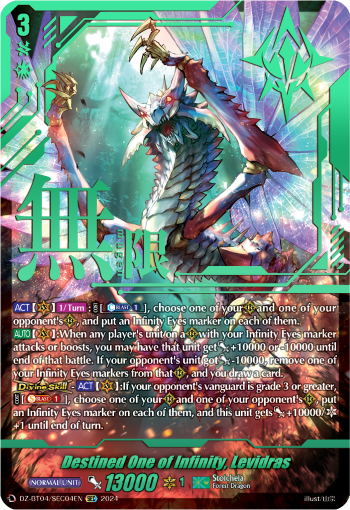 3
無限
ACT【】1/Turn:COST[BLAST 1], choose one of your and one of your
opponent's, and put an Infinity Eyes marker on each of them.
AUTO【】:When any player's unit on a with your Infinity Eyes marker
attacks or boosts, you may have that unit get +10000 or -10000 until
end of that battle. If your opponent's unit got -10000, remove one of
your Infinity Eyes markers from that, and you draw a card.
Divine Skill - ACT【】:If your opponent's vanguard is grade 3 or greater,
COST[BLAST 1], choose one of your and one of your opponent's, put
an Infinity Eyes marker on each of them, and this unit gets +10000/
+1 until end of turn.
Destined One of Infinity, Levidras
NORMAL UNIT
13000
1
Stoicheia
Forest Dragon
DZ-BT04/SEC04EN SEC 2024